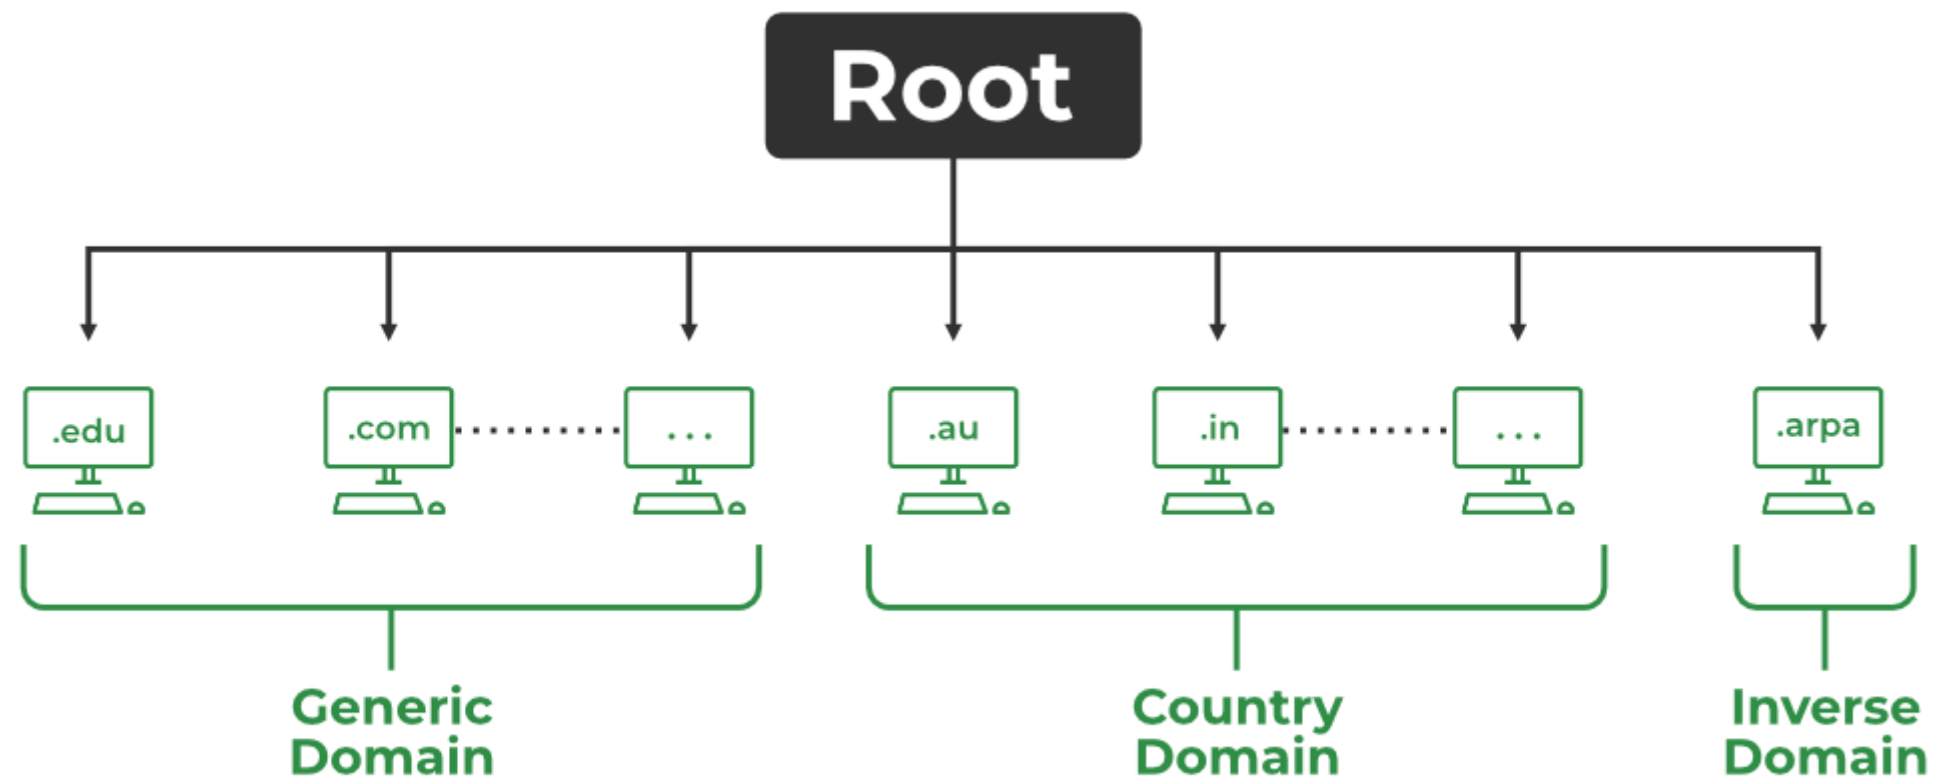 Root
.edu
.com
...
.au
.in
...
.arpa
Generic
Domain
Country
Domain
Inverse
Domain